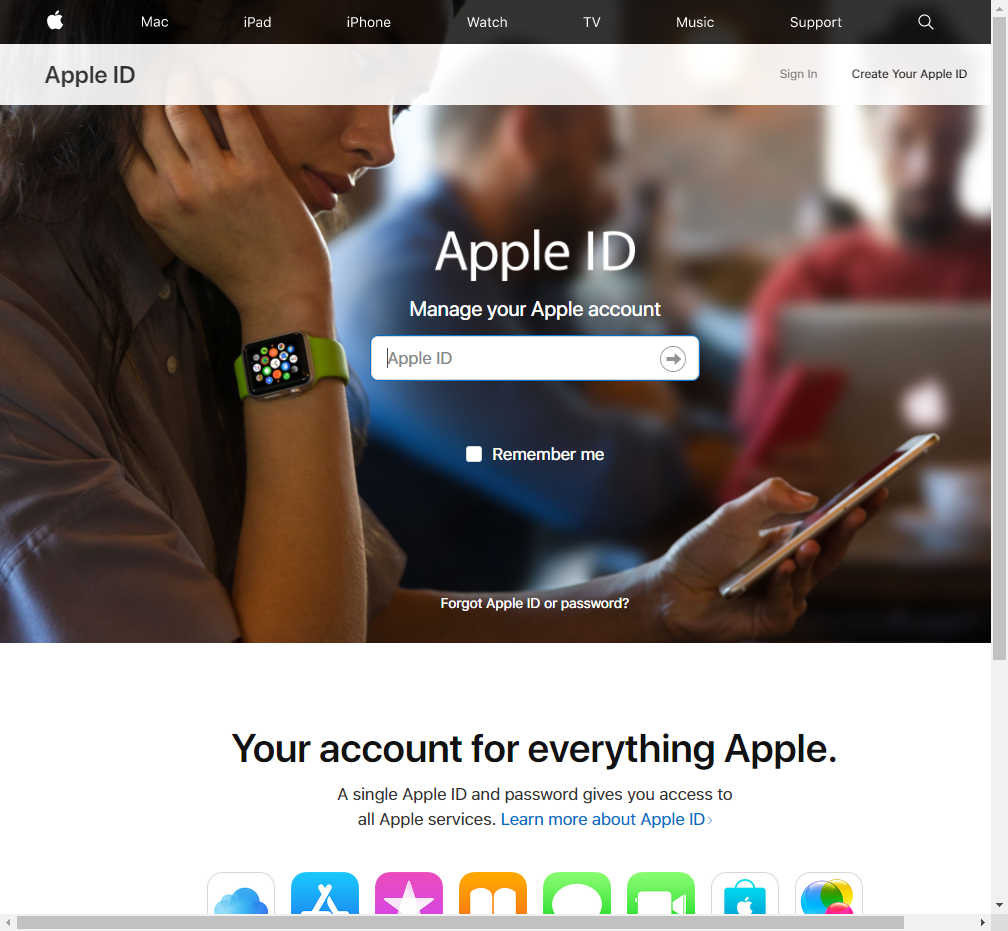 Mac iPad iPhone Watch TV Music Support
Apple ID Sign In Create Your Apple ID
Apple ID
Manage your Apple account
Apple ID
Remember me
Forgot Apple ID or password?
Your account for everything Apple.
A single Apple ID and password gives you access to
all Apple services. Learn more about Apple ID ›